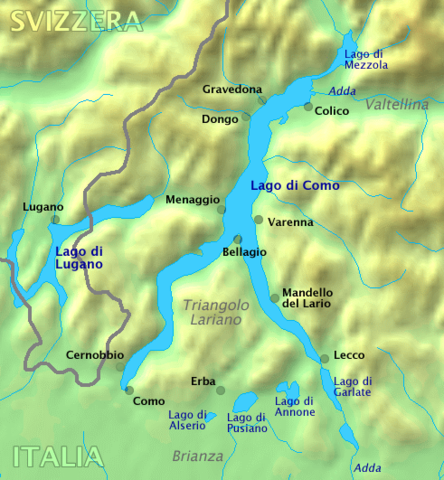 SVIZZERA
Lago di
Mezzola
Gravedona
Adda
Valtellina
Dongo
Colico
Lago di Como
Menaggio
Lugano
Varenna
Lago di
Lugano
Bellagio
Mandello
del Lario
Triangolo
Lariano
Cernobbio
Lecco
Erba
Lago di
Garlate
Como
Lago di
Annone
Lago di
Alserio
Lago di
Pusiano
ITALIA
Brianza
Adda